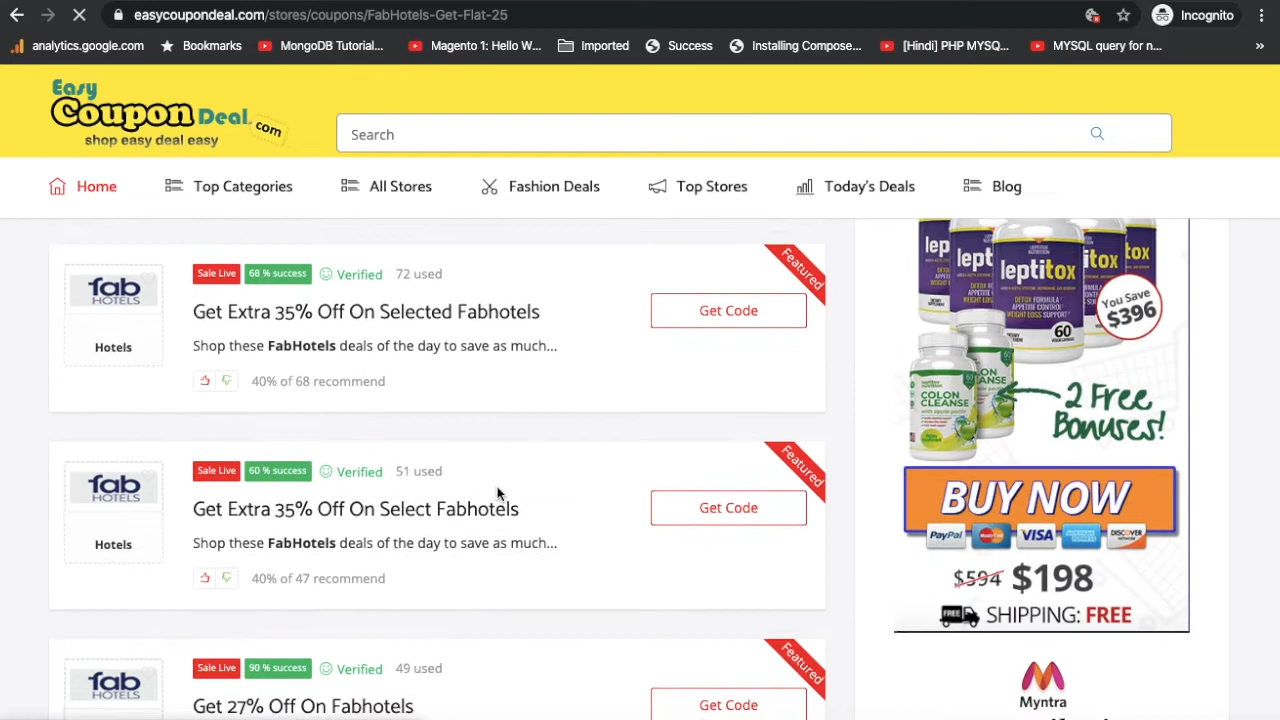 easycoupondeal.com/stores/coupons/FabHotels-Get-Flat-25
Incognito
analytics.google.com
Bookmarks
MongoDB Tutorial...
Magento 1: Hello W...
Imported
Success
Installing Compose...
[Hindi] PHP MYSQ...
MYSQL query for n...
»
Easy
Coupon Deal.com
shop easy deal easy
Search
Home
Top Categories
All Stores
Fashion Deals
Top Stores
Today's Deals
Blog
fab
HOTELS
Hotels
Sale Live
68 % success
Verified
72 used
Get Extra 35% Off On Selected Fabhotels
Shop these FabHotels deals of the day to save as much...
40% of 68 recommend
Featured
Get Code
fab
HOTELS
Hotels
Sale Live
60 % success
Verified
51 used
Get Extra 35% Off On Select Fabhotels
Shop these FabHotels deals of the day to save as much...
40% of 47 recommend
Featured
Get Code
fab
HOTELS
Sale Live
90 % success
Verified
49 used
Get 27% Off On Fabhotels
Featured
Get Code
leptitox
You Save
$396
60
COLON
CLEANSE
2 Free
Bonuses!
BUY NOW
PayPal
MasterCard
VISA
DISCOVER
$594 $198
FREE SHIPPING: FREE
Myntra